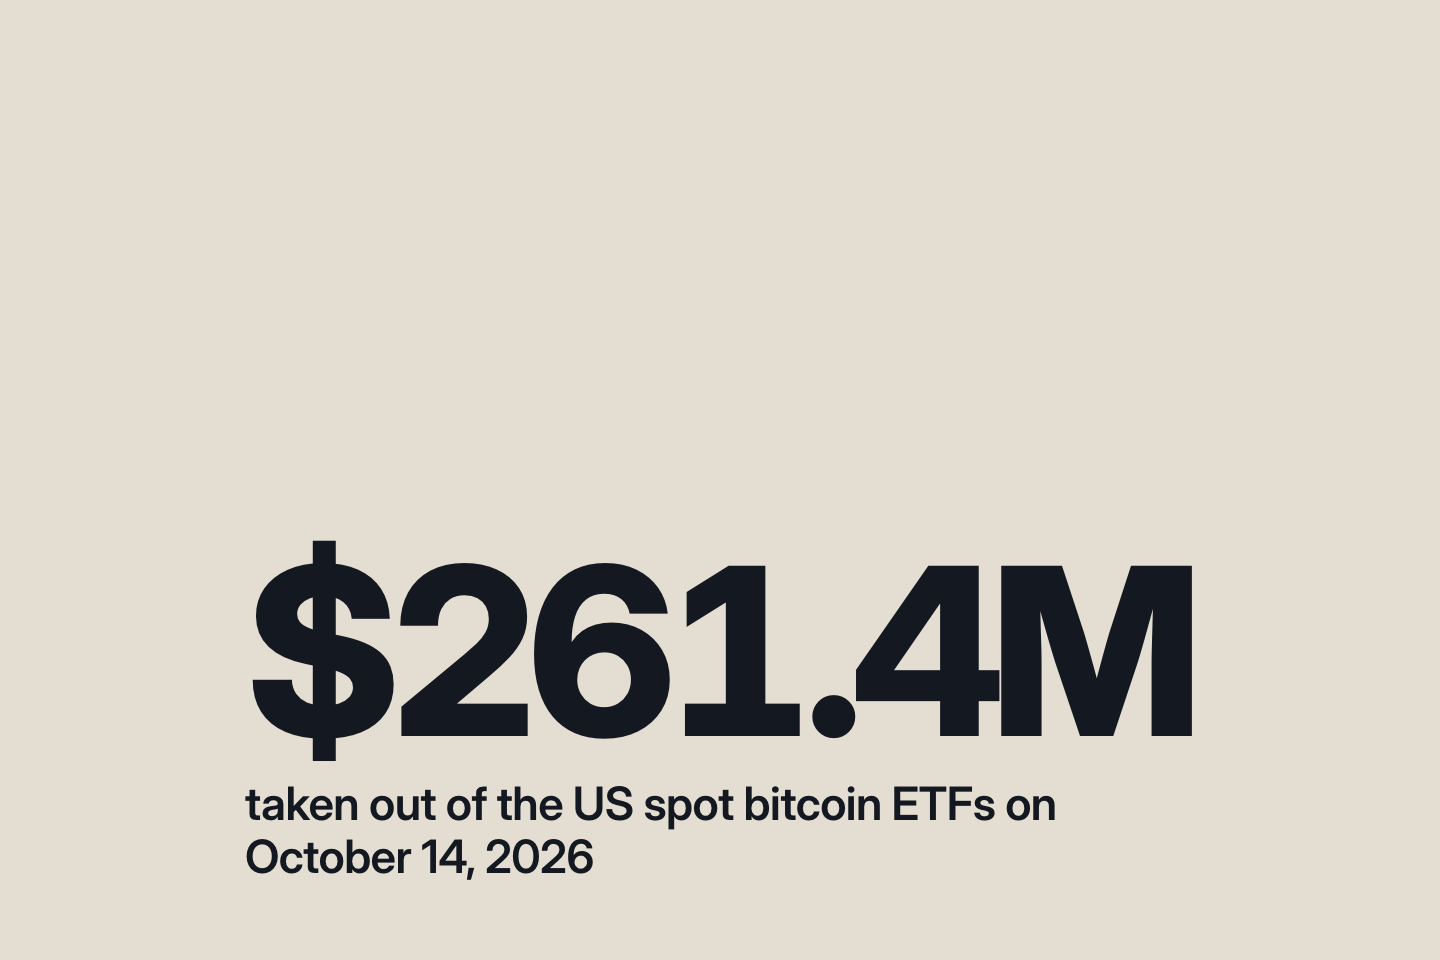 $261.4M
taken out of the US spot bitcoin ETFs on
October 14, 2026